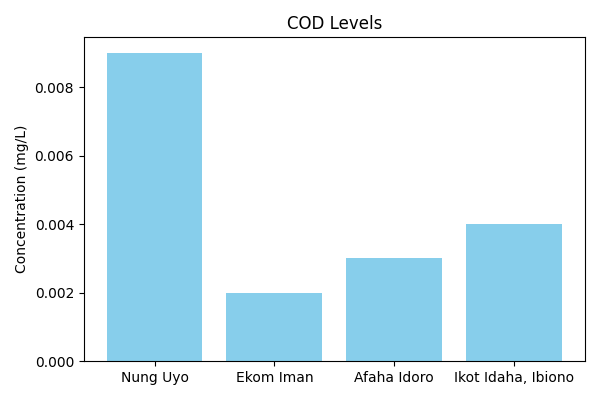 COD Levels
Concentration (mg/L)
0.008
0.006
0.004
0.002
0.000
Nung Uyo
Ekom Iman
Afaha Idoro
Ikot Idaha, Ibiono